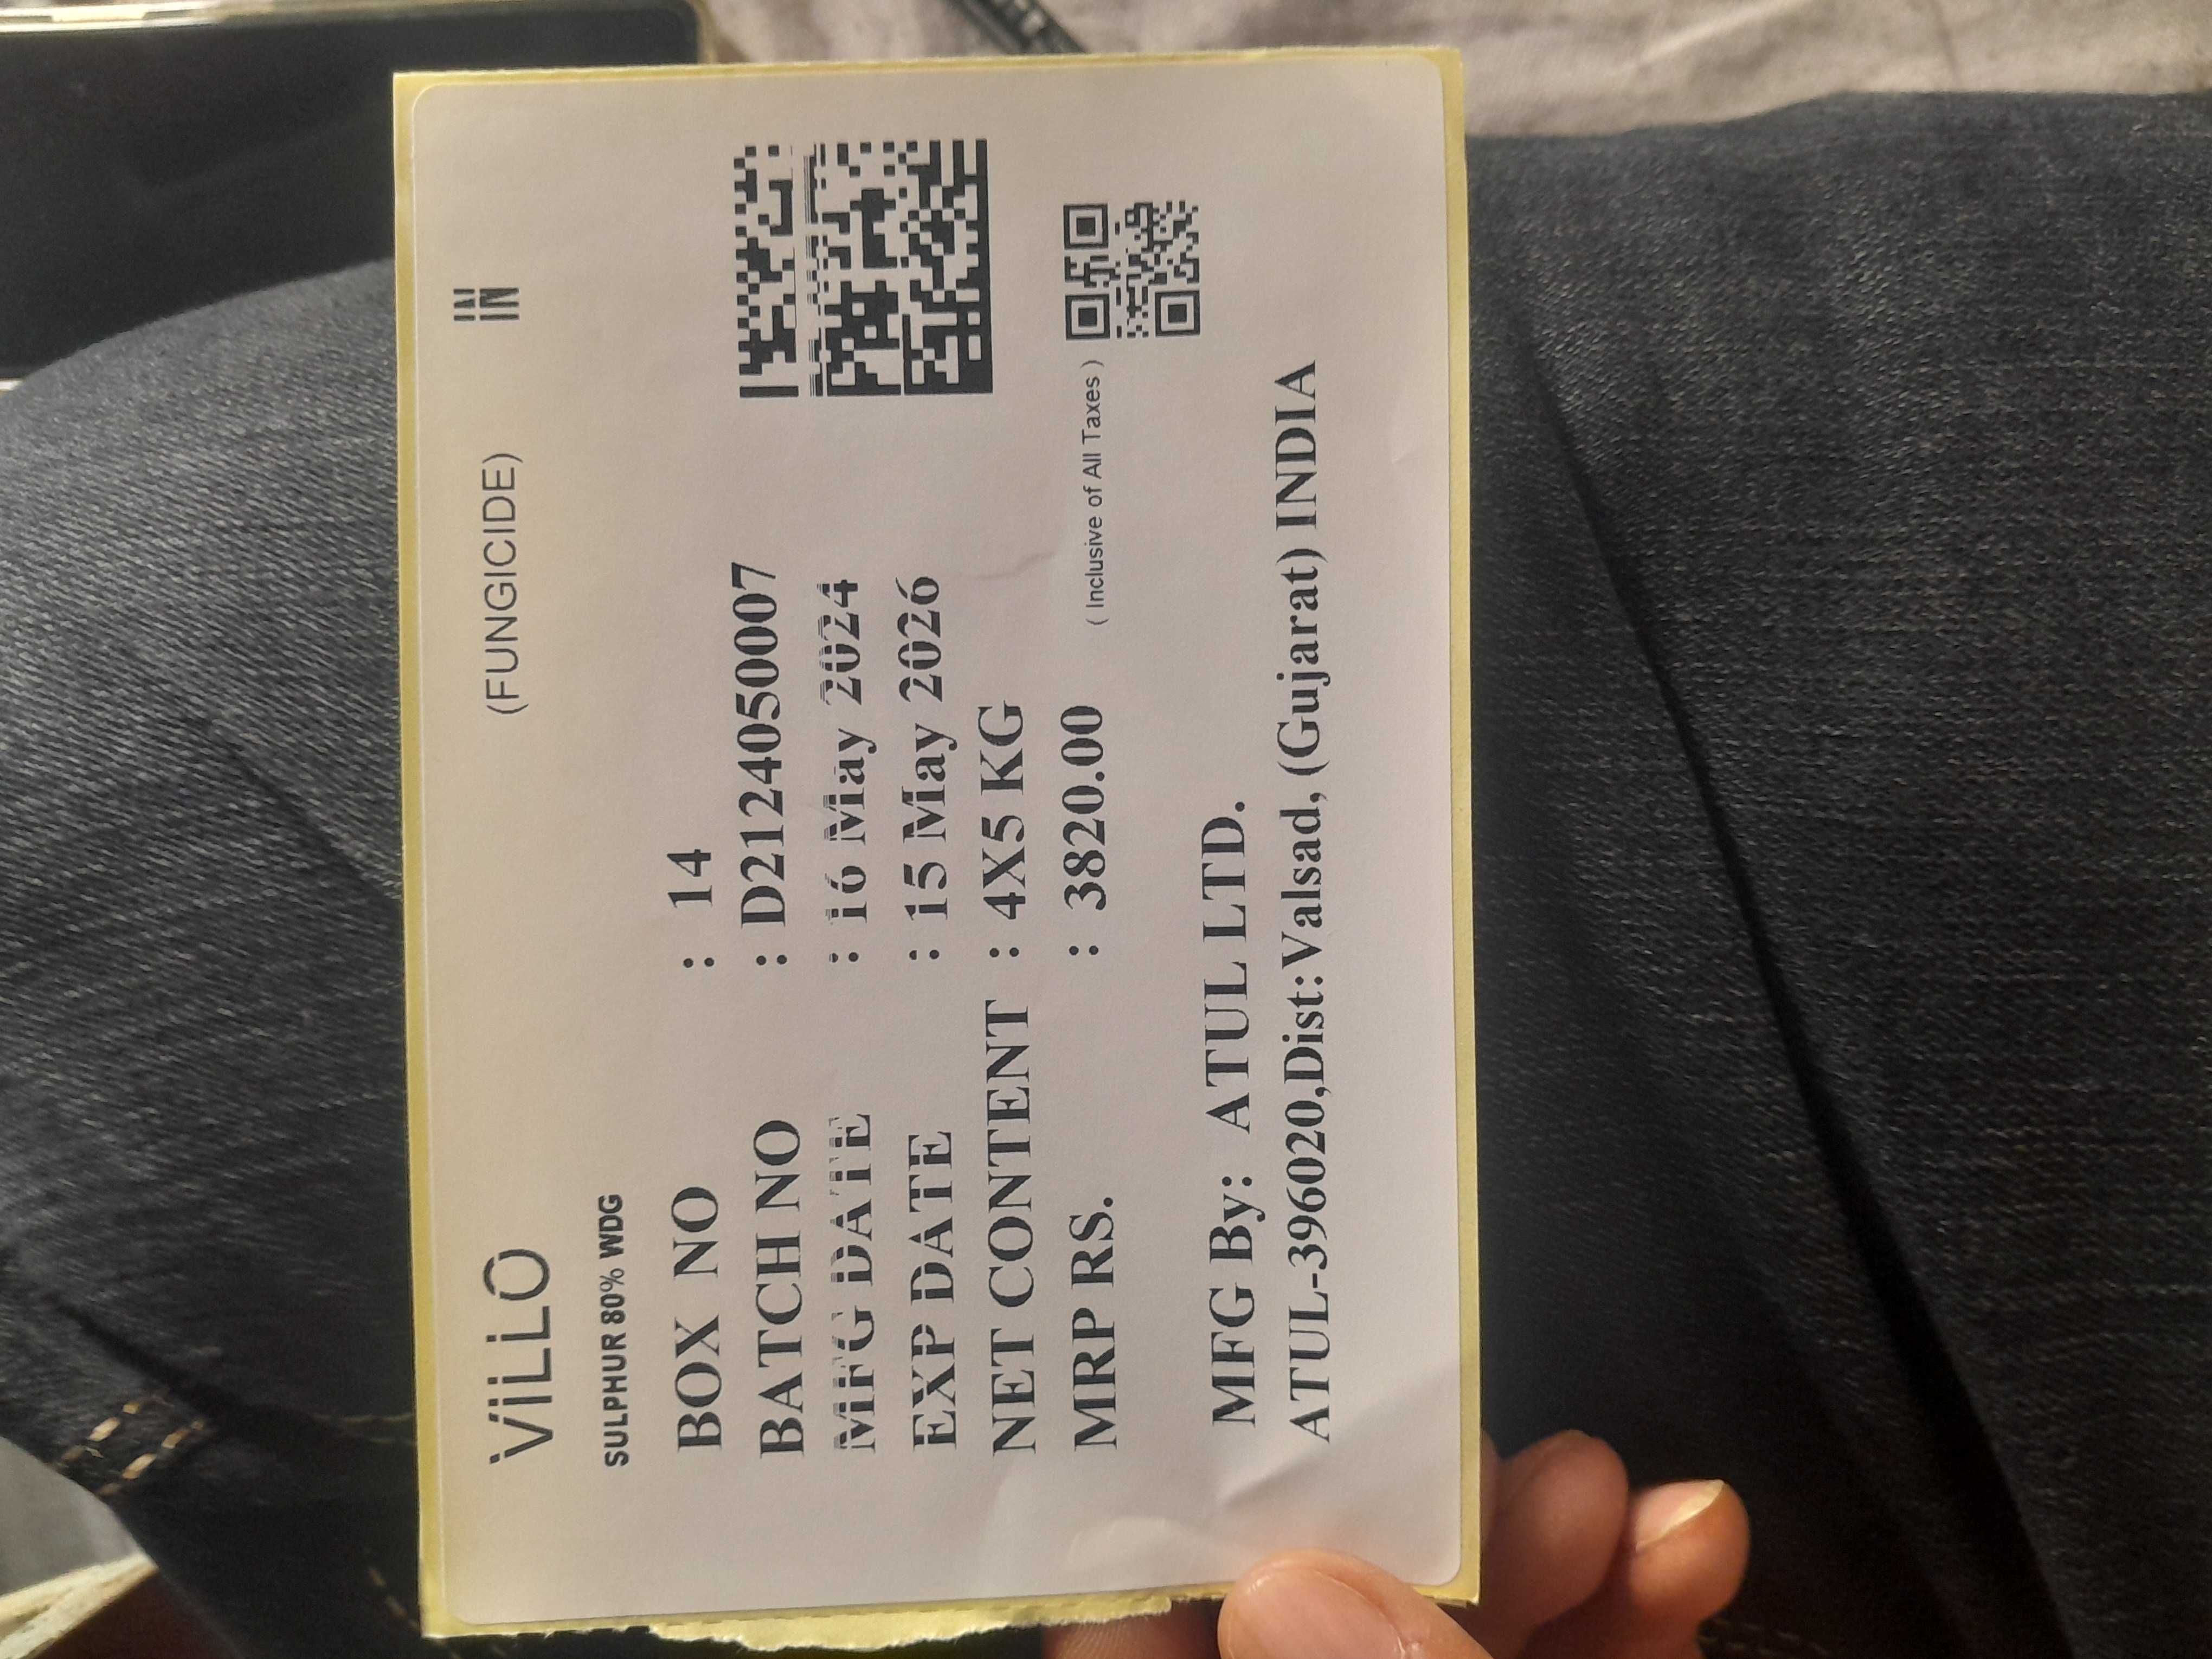 ViLLO (FUNGICIDE) IN
SULPHUR 80% WDG
BOX NO : 14
BATCH NO : D2124050007
MFG DATE : 16 May 2024
EXP DATE : 15 May 2026
NET CONTENT : 4X5 KG
MRP RS. : 3820.00 ( Inclusive of All Taxes )
MFG By: ATUL LTD.
ATUL-396020,Dist:Valsad, (Gujarat) INDIA